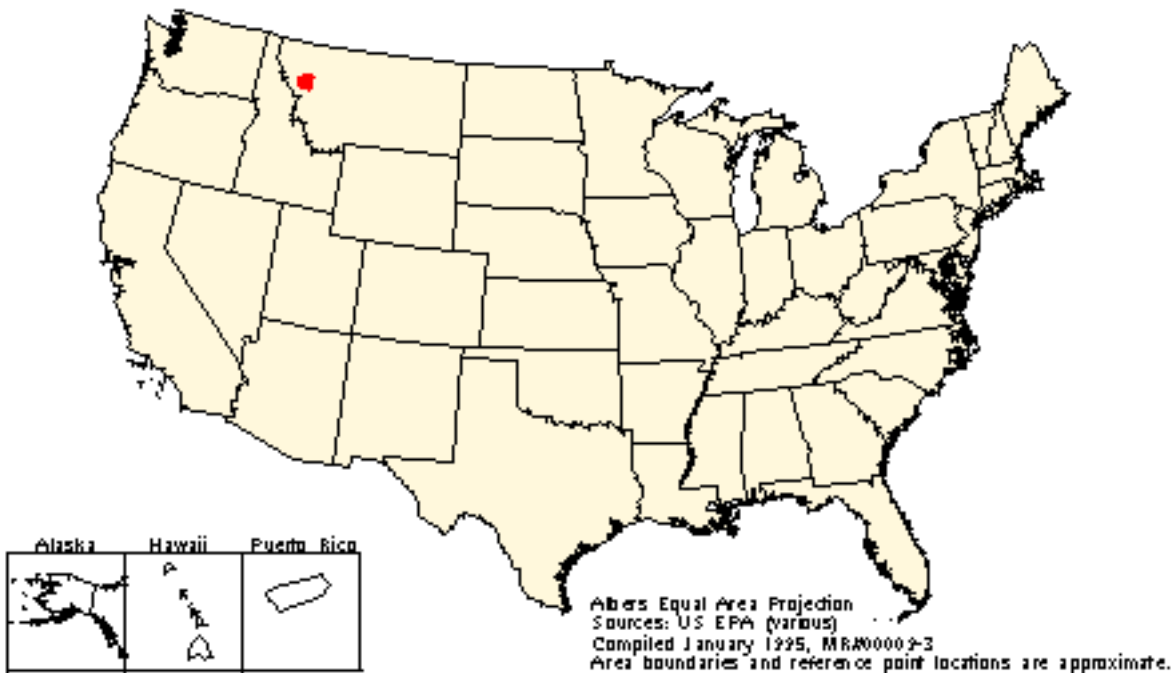 Alaska
Hawaii
Puerto Rico
Albers Equal Area Projection
Sources: US EPA (various)
Compiled January 1995, MR#00009-3
Area boundaries and reference point locations are approximate.